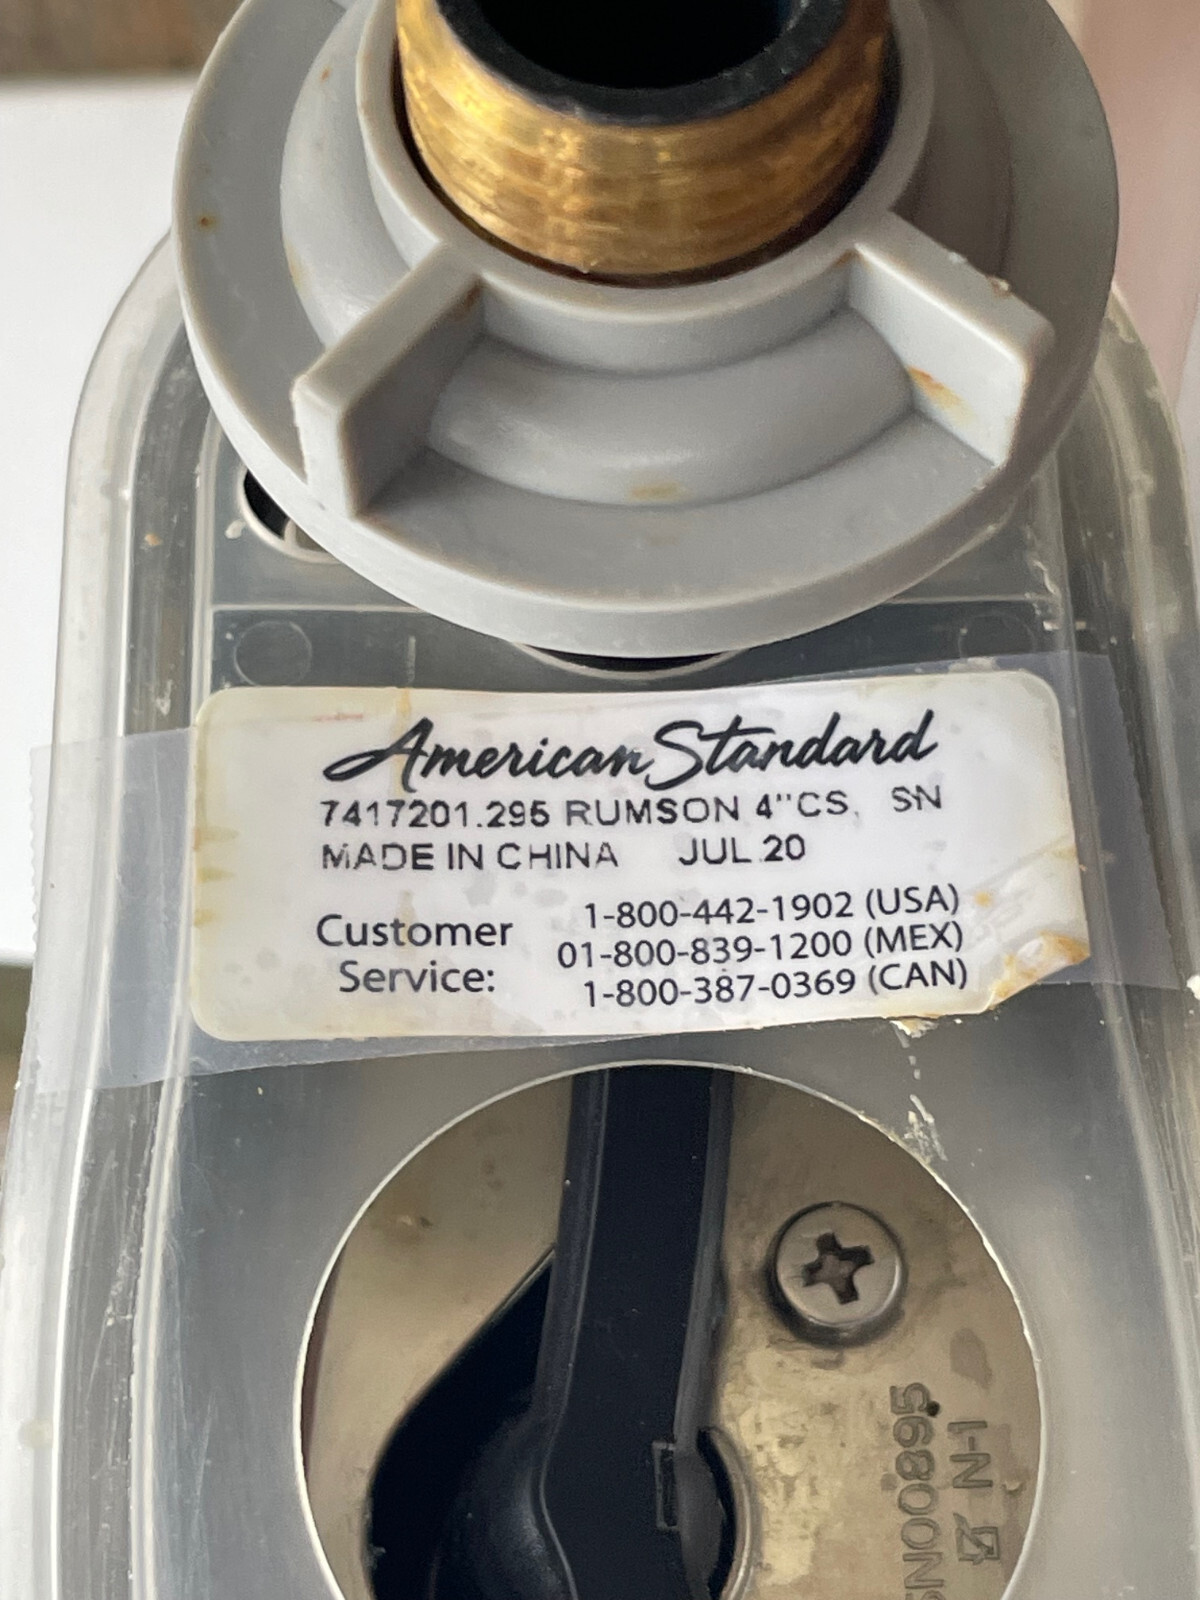 American Standard
7417201.295 RUMSON 4"CS, SN
MADE IN CHINA JUL.20
Customer Service:
1-800-442-1902 (USA)
01-800-839-1200 (MEX)
1-800-387-0369 (CAN)
N-I